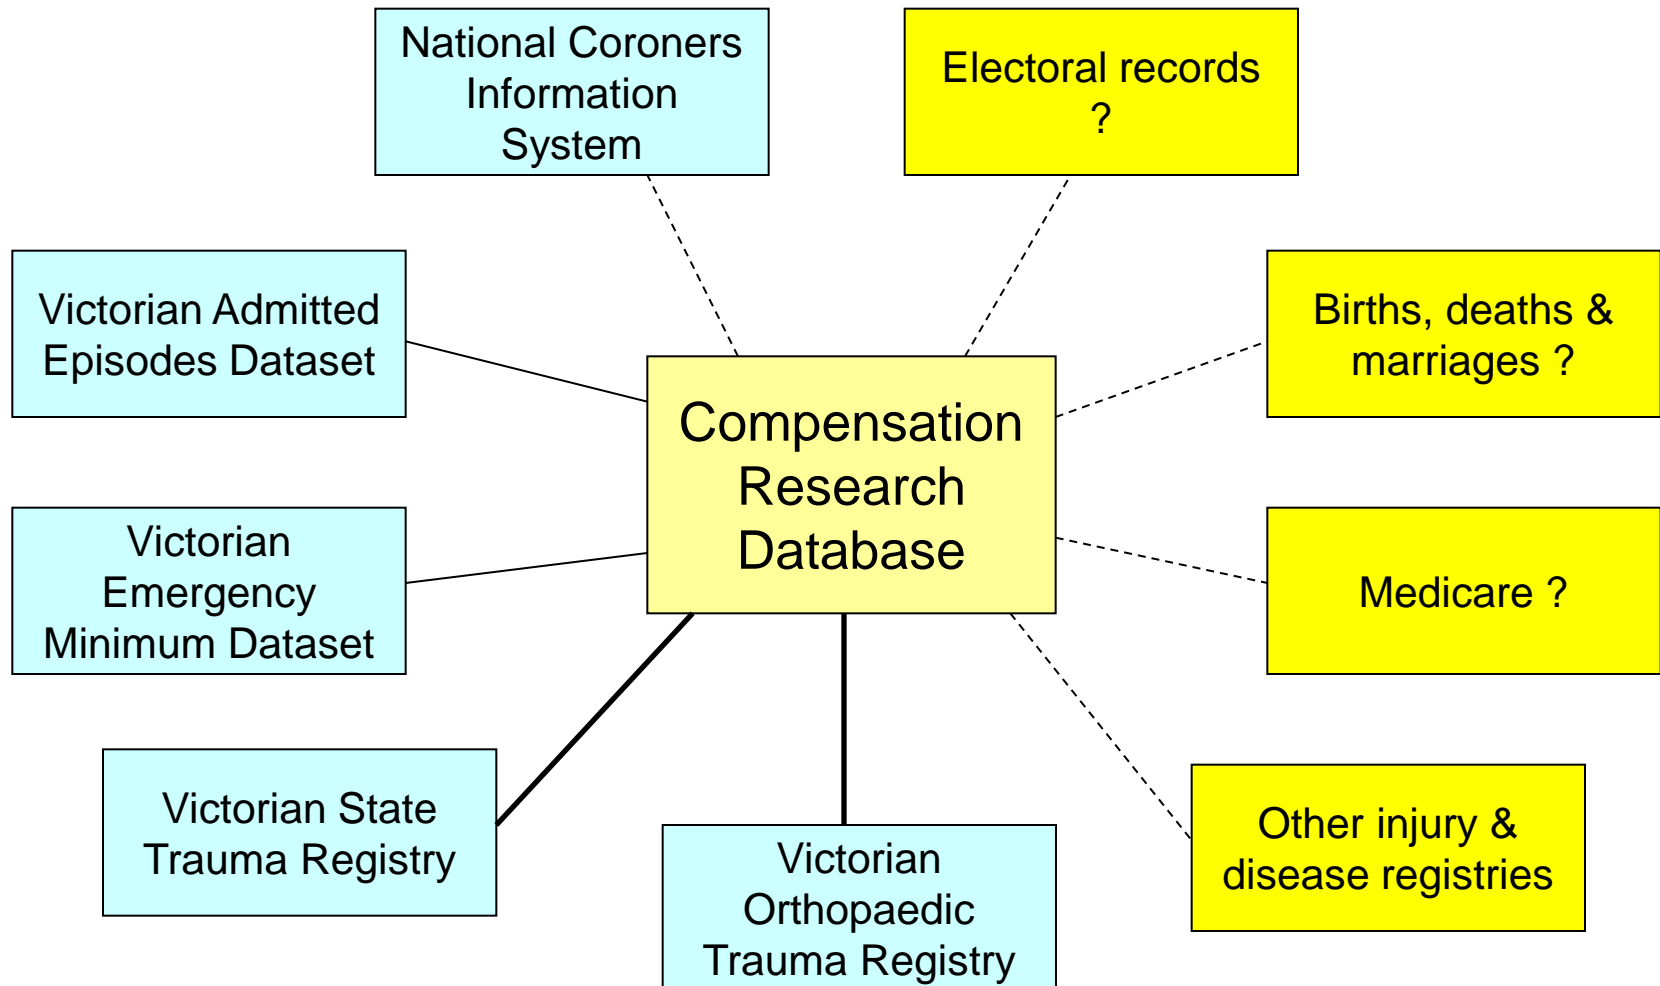 National Coroners
Information
System
Electoral records
?
Victorian Admitted
Episodes Dataset
Births, deaths &
marriages ?
Compensation
Research
Database
Victorian
Emergency
Minimum Dataset
Medicare ?
Victorian State
Trauma Registry
Victorian
Orthopaedic
Trauma Registry
Other injury &
disease registries